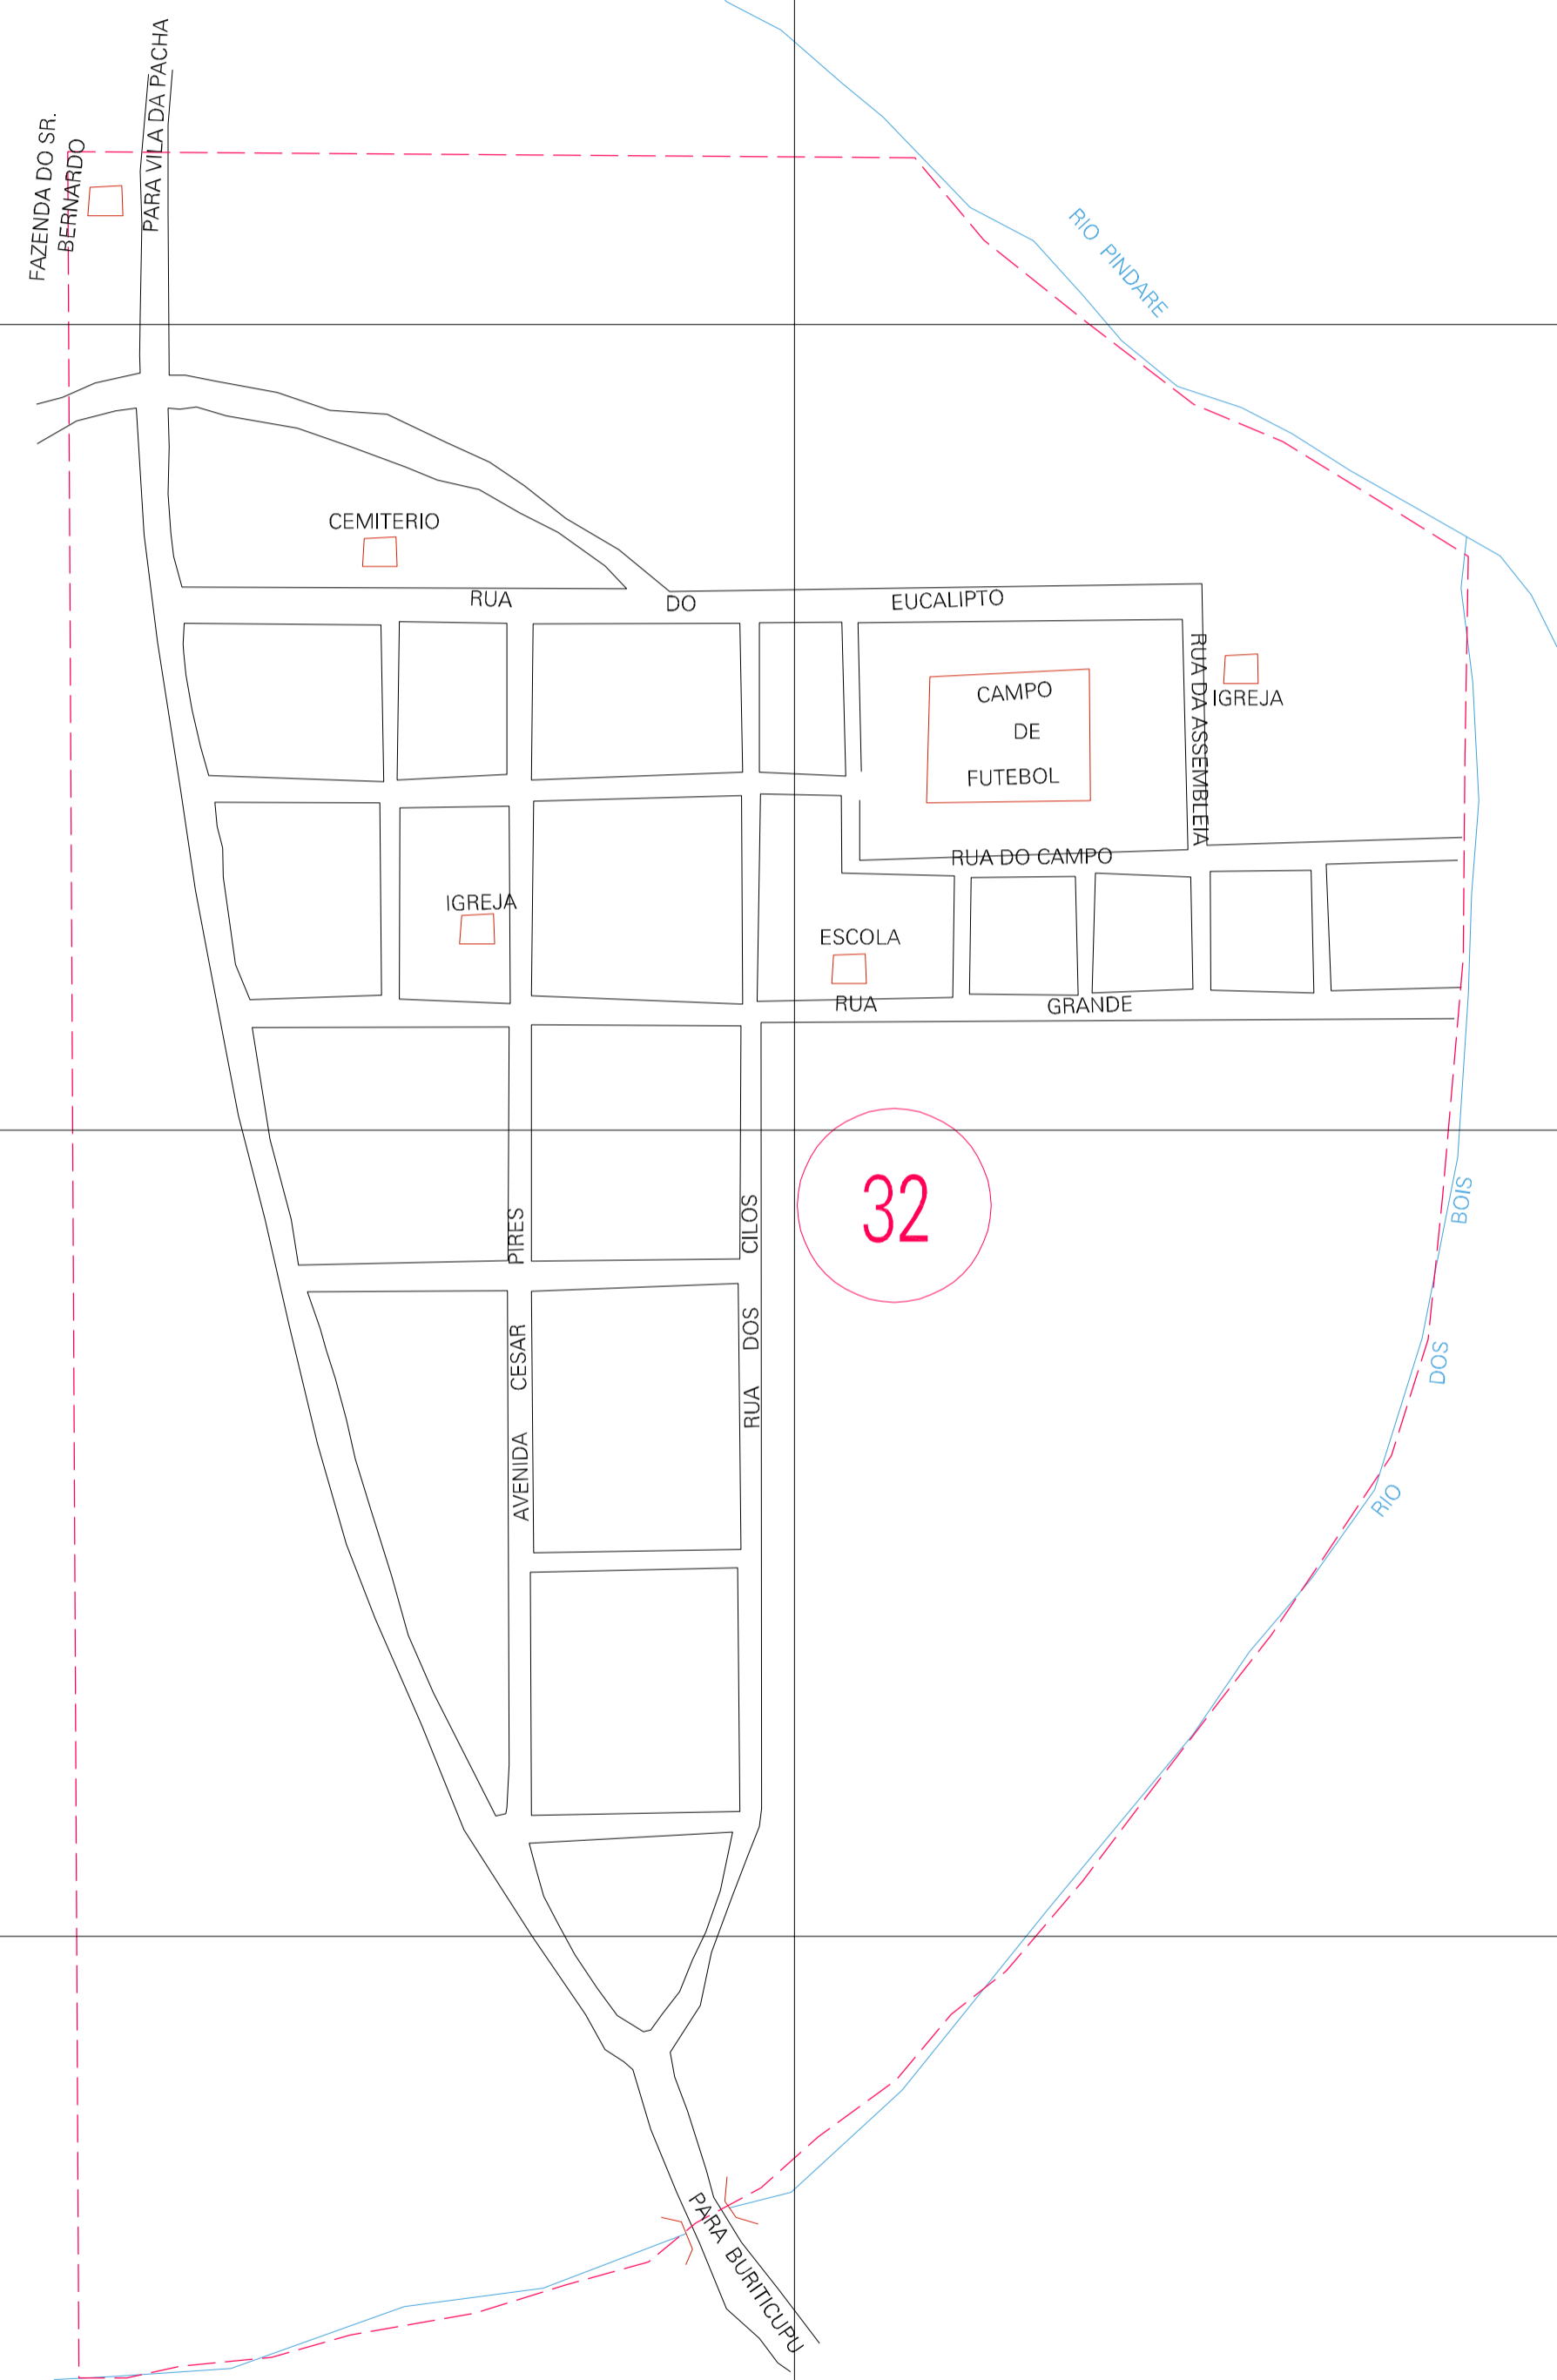 PARA VILA DA PACHA
FAZENDA DO SR.
BERNARDO
RIO PINDARE
CEMITERIO
RUA DO EUCALIPTO
CAMPO
DE
FUTEBOL
RUA DA ASSEMBLEIA
IGREJA
RUA DO CAMPO
IGREJA
ESCOLA
RUA GRANDE
32
AVENIDA CESAR PIRES
RUA DOS CILOS
RIO DOS BOIS
PARA BURITICUPU